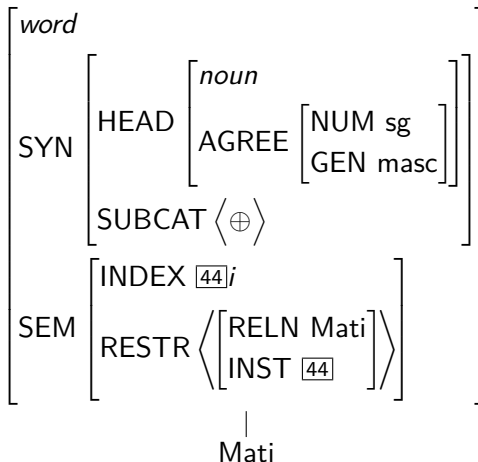 word
SYN
HEAD
noun
AGREE
NUM sg
GEN masc
SUBCAT ⟨⊕⟩
SEM
INDEX 44 i
RESTR ⟨
RELN Mati
INST 44
⟩
Mati